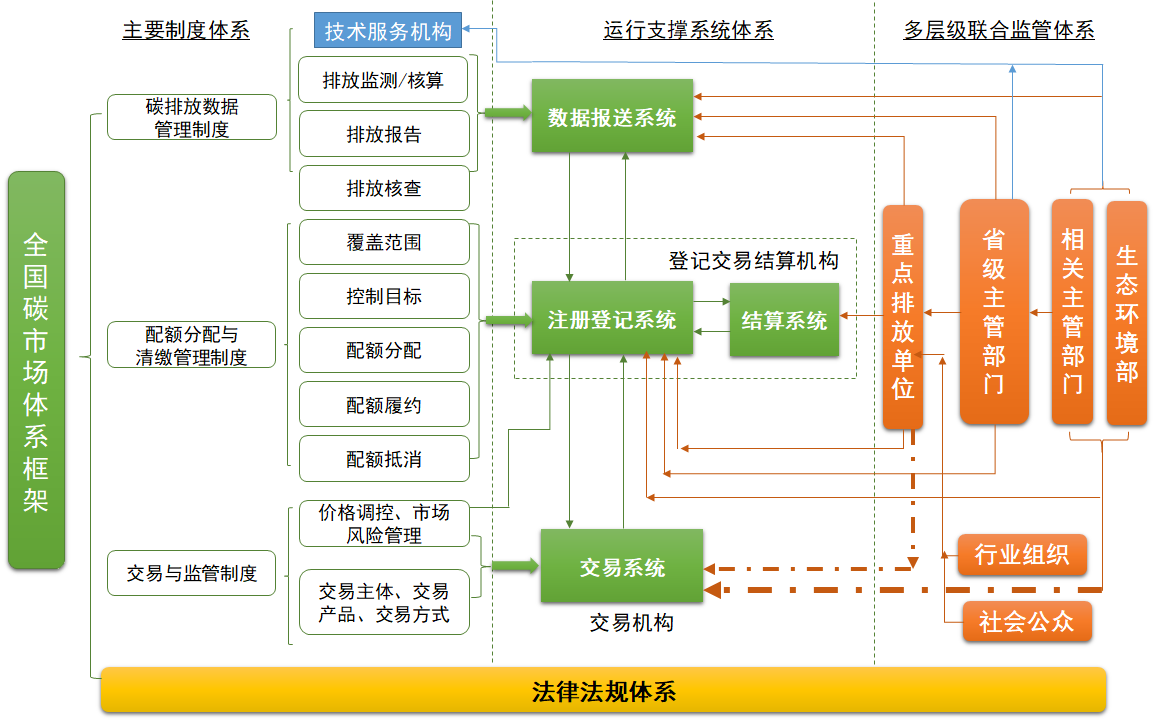 主要制度体系
运行支撑系统体系
多层级联合监管体系
全国碳市场体系框架
碳排放数据
管理制度
技术服务机构
排放监测/核算
排放报告
排放核查
配额分配与
清缴管理制度
覆盖范围
控制目标
配额分配
配额履约
配额抵消
交易与监管制度
价格调控、市场
风险管理
交易主体、交易
产品、交易方式
数据报送系统
登记交易结算机构
注册登记系统
结算系统
交易系统
交易机构
重点排放单位
省级主管部门
相关主管部门
生态环境部
行业组织
社会公众
法律法规体系